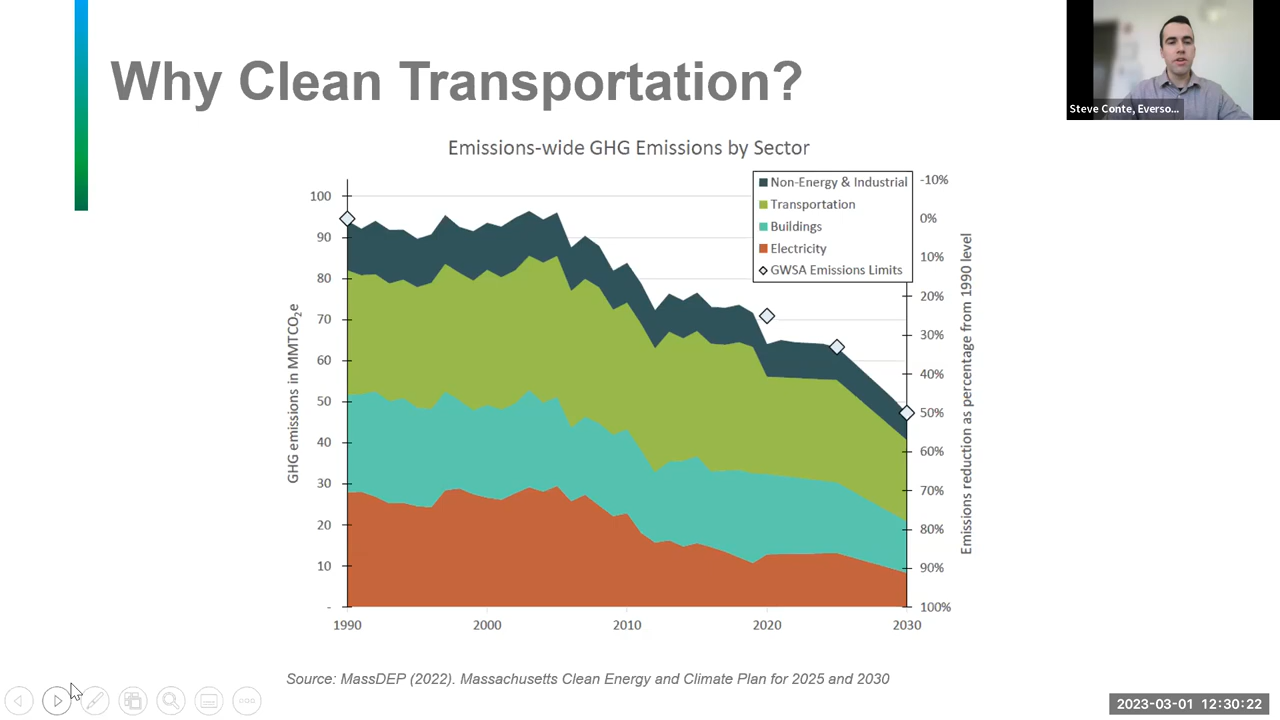 Why Clean Transportation?
Steve Conte, Everso...
Emissions-wide GHG Emissions by Sector
Non-Energy & Industrial
Transportation
Buildings
Electricity
GWSA Emissions Limits
GHG emissions in MMTCO₂e
100
90
80
70
60
50
40
30
20
10
-
-10%
0%
10%
20%
30%
40%
50%
60%
70%
80%
90%
100%
Emissions reduction as percentage from 1990 level
1990
2000
2010
2020
2030
Source: MassDEP (2022). Massachusetts Clean Energy and Climate Plan for 2025 and 2030
2023-03-01 12:30:22